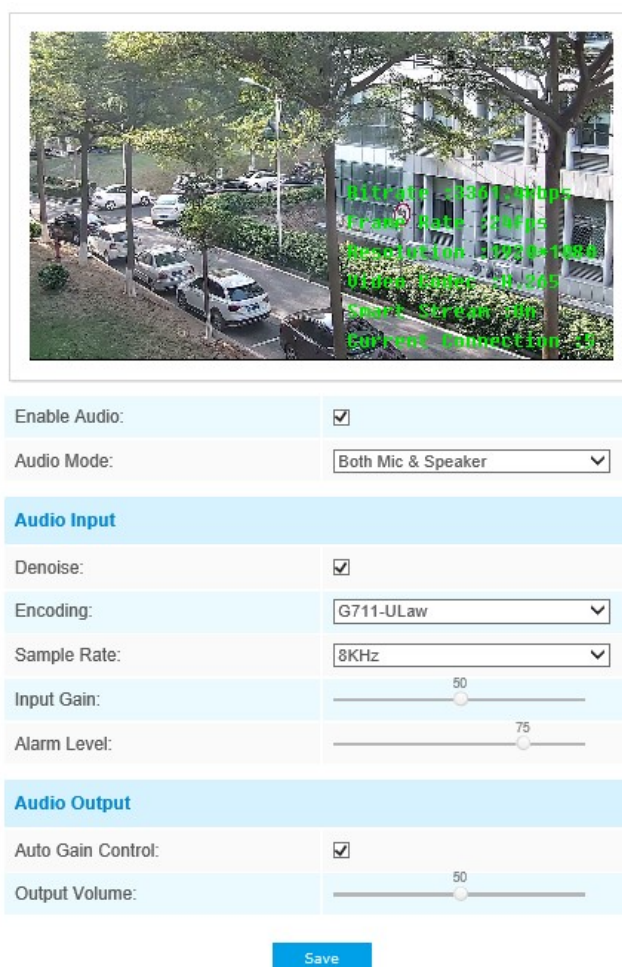 Bitrate :3361.4kbps
Frame Rate :24fps
Resolution :1920*1080
Video Codec :H.265
Smart Stream :On
Current Connection :5
Enable Audio:
Audio Mode: Both Mic & Speaker
Audio Input
Denoise:
Encoding: G711-ULaw
Sample Rate: 8KHz
50
Input Gain:
75
Alarm Level:
Audio Output
Auto Gain Control:
50
Output Volume:
Save